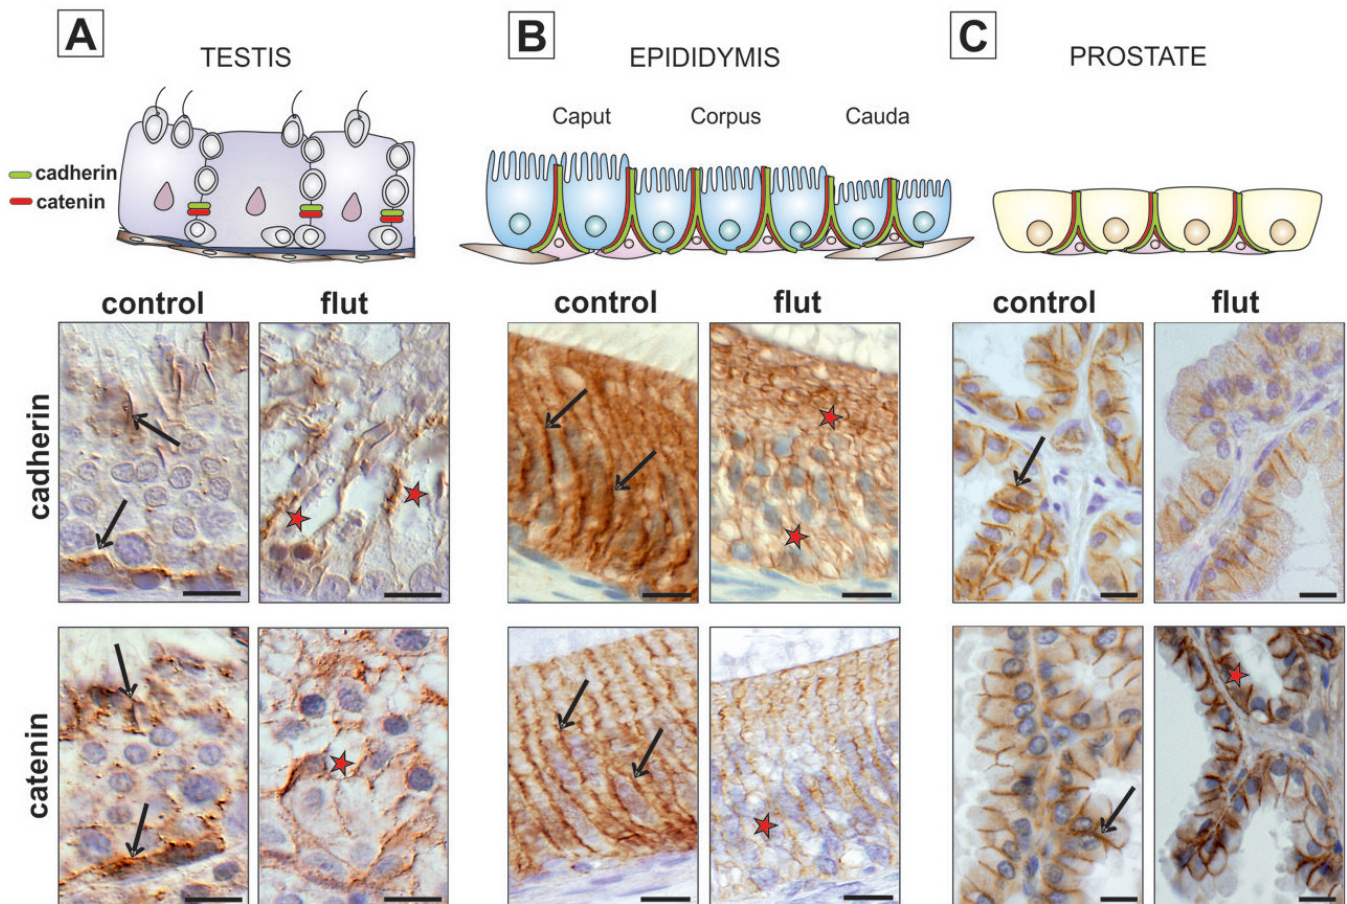 A
TESTIS
cadherin
catenin
B
EPIDIDYMIS
Caput
Corpus
Cauda
C
PROSTATE
control
flut
control
flut
control
flut
cadherin
catenin